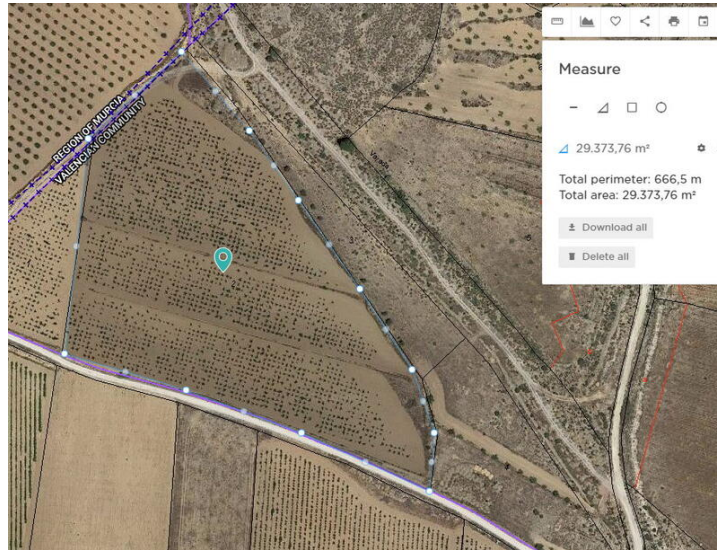 REGION OF MURCIA
VALENCIAN COMMUNITY
Measure
29.373,76 m²
Total perimeter: 666,5 m
Total area: 29.373,76 m²
Download all
Delete all